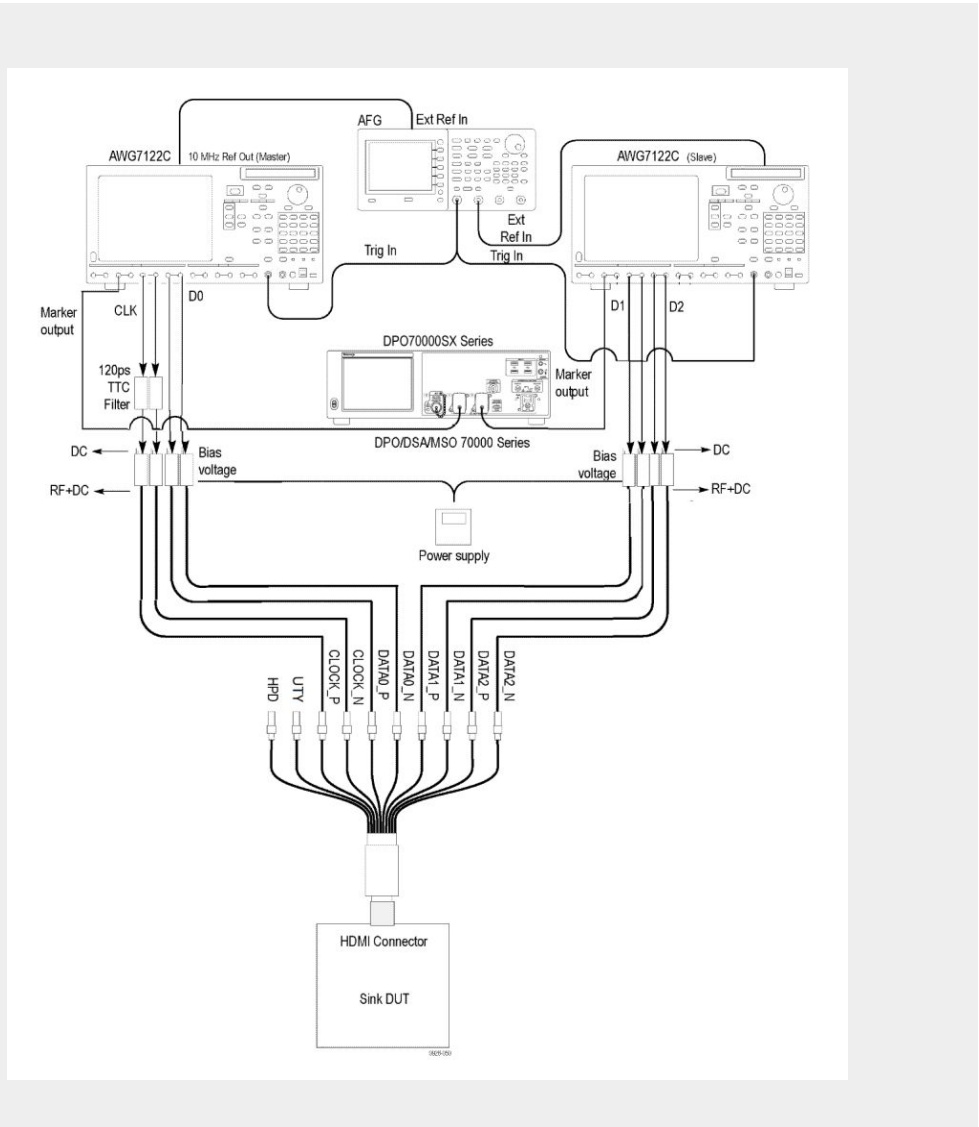 AFG
Ext Ref In
AWG7122C
10 MHz Ref Out (Master)
AWG7122C
(Slave)
Ext
Ref In
Trig In
Trig In
D0
CLK
Marker
output
D1
D2
DPO70000SX Series
Marker
output
120ps
TTC
Filter
DPO/DSA/MSO 70000 Series
DC
Bias
voltage
RF+DC
Bias
voltage
DC
RF+DC
Power supply
HPD
UTY
CLOCK_P
CLOCK_N
DATA0_P
DATA0_N
DATA1_P
DATA1_N
DATA2_P
DATA2_N
HDMI Connector
Sink DUT